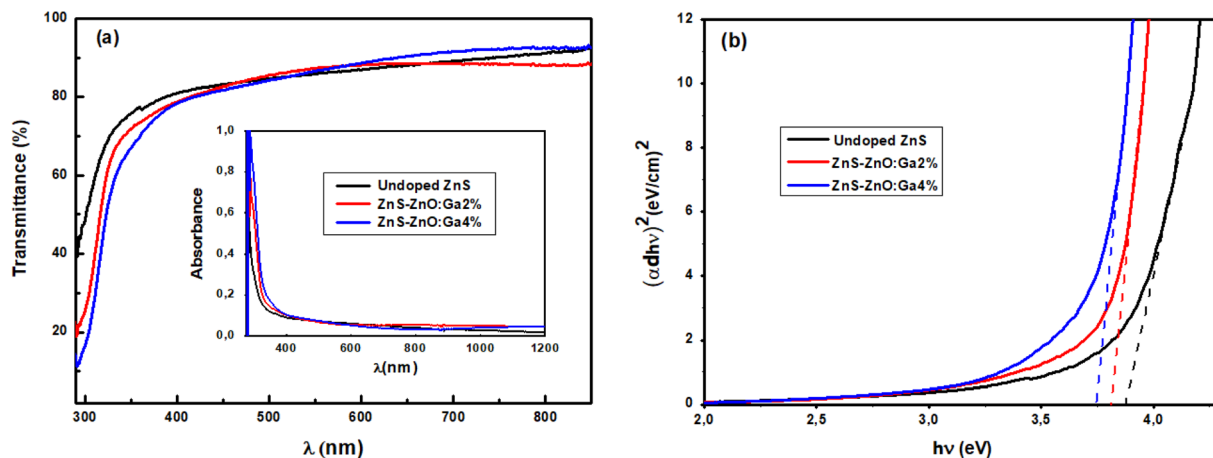 (a)
Transmittance (%)
100
80
60
40
20
300
400
500
600
700
800
λ (nm)
Absorbance
1,0
0,8
0,6
0,4
0,2
0,0
400
600
800
1000
1200
λ(nm)
Undoped ZnS
ZnS-ZnO:Ga2%
ZnS-ZnO:Ga4%
(b)
(αdhν)²(eV/cm)²
12
10
8
6
4
2
0
2,0
2,5
3,0
3,5
4,0
hν (eV)
Undoped ZnS
ZnS-ZnO:Ga2%
ZnS-ZnO:Ga4%